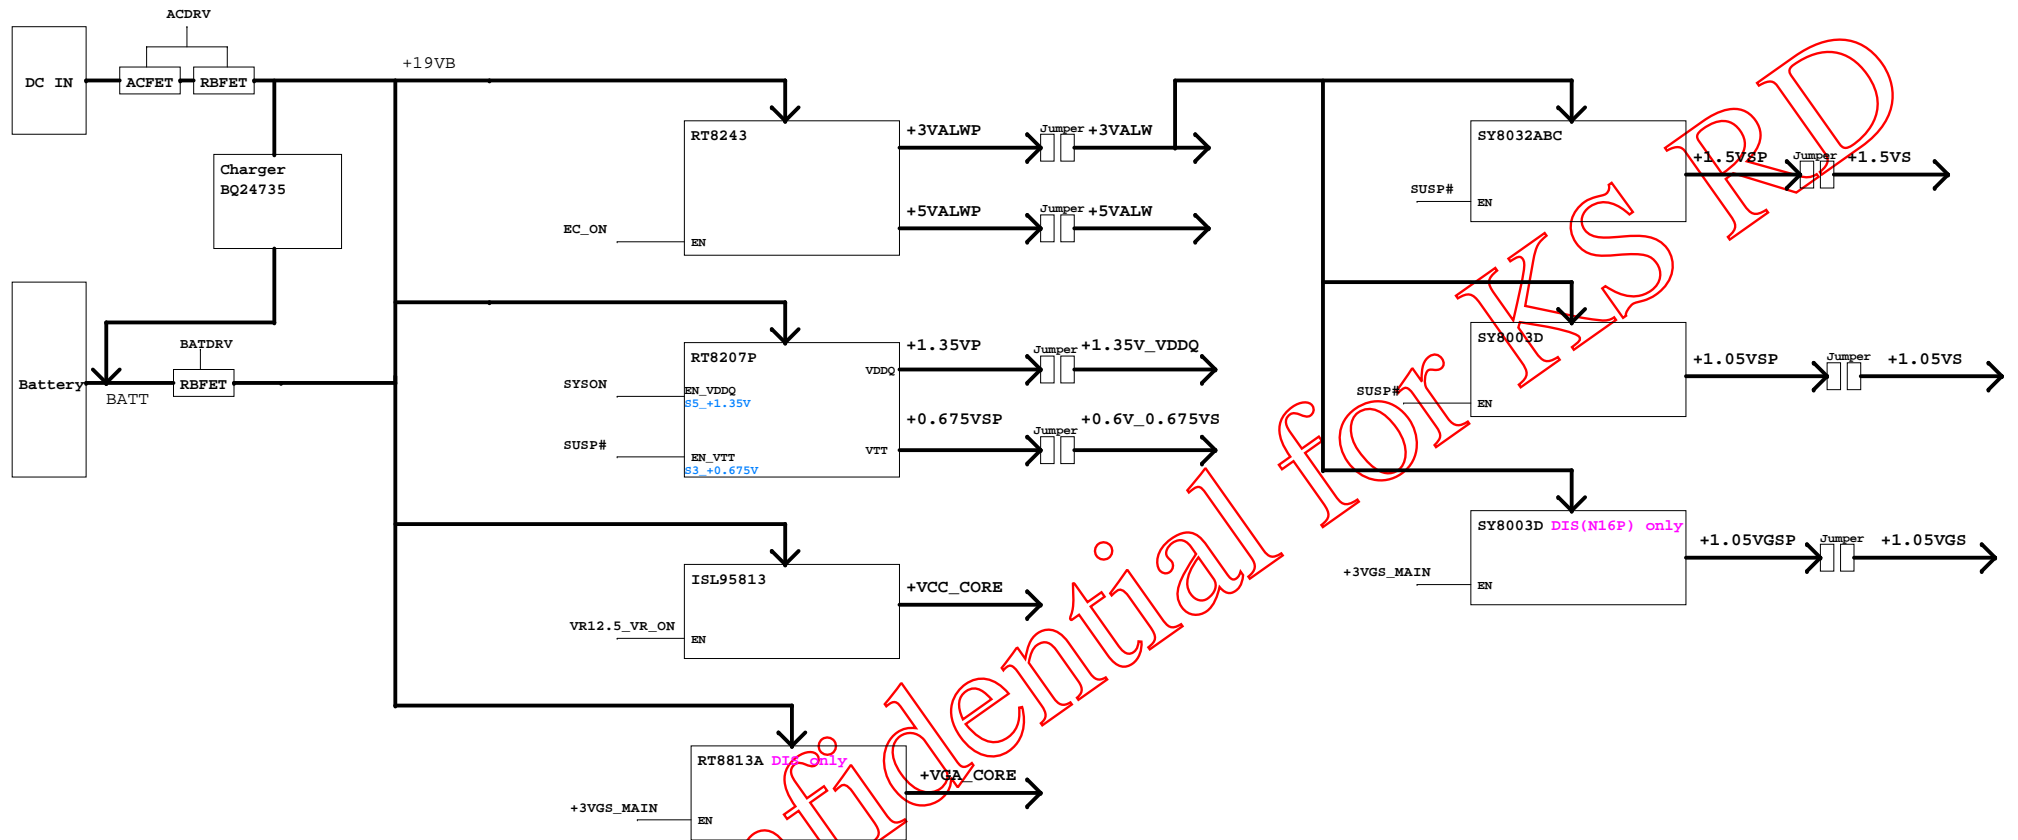 ACDRV
DC IN
ACFET
RBFET
+19VB
Charger
BQ24735
Battery
BATT
BATDRV
RBFET
RT8243
EC_ON
EN
+3VALWP
Jumper
+3VALW
+5VALWP
Jumper
+5VALW
RT8207P
SYSON
EN_VDDQ
S5_+1.35V
SUSP#
EN_VTT
S3_+0.675V
VDDQ
VTT
+1.35VP
Jumper
+1.35V_VDDQ
+0.675VSP
Jumper
+0.6V_0.675VS
ISL95813
VR12.5_VR_ON
EN
+VCC_CORE
RT8813A DIS only
+3VGS_MAIN
EN
+VGA_CORE
SY8032ABC
SUSP#
EN
+1.5VSP
Jumper
+1.5VS
SY8003D
SUSP#
EN
+1.05VSP
Jumper
+1.05VS
SY8003D DIS(N16P) only
+3VGS_MAIN
EN
+1.05VGSP
Jumper
+1.05VGS
fidential for KS RD